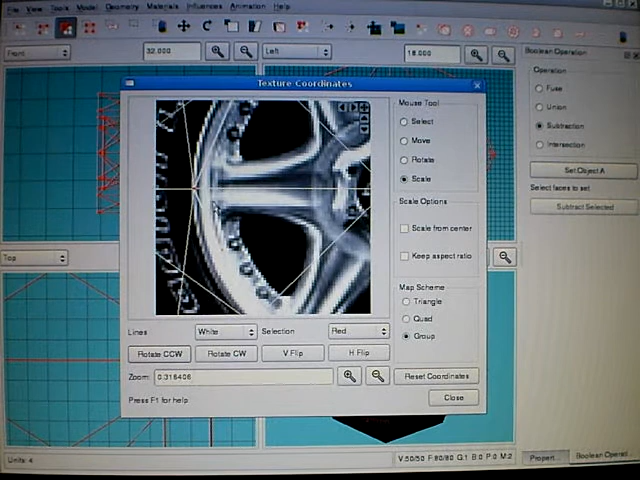 File View Tools Model Geometry Materials Influences Animation Help
Front
32.000
Left
16.000
Boolean Operation
Texture Coordinates
Operation
Fuse
Union
Subtraction
Intersection
Set Object A
Select faces to set
Subtract Selected
Mouse Tool
Select
Move
Rotate
Scale
Scale Options
Scale from center
Keep aspect ratio
Map Scheme
Triangle
Quad
Group
Top
Lines
White
Selection
Red
Rotate CCW
Rotate CW
V Flip
H Flip
Zoom:
0.316406
Reset Coordinates
Press F1 for help
Close
Units: 4
V:50/50 F:80/80 G:1 B:0 P:0 M:2
Propert...
Boolean Operati...